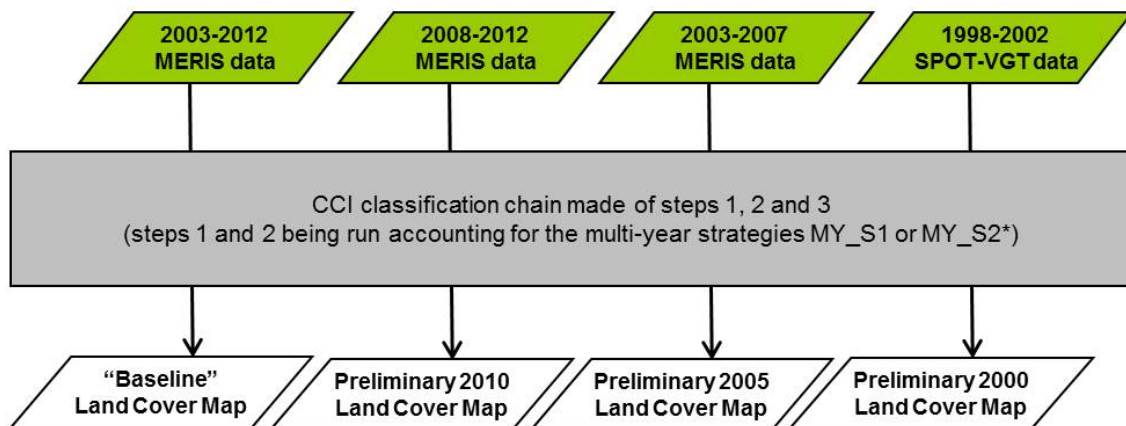 2003-2012
MERIS data
2008-2012
MERIS data
2003-2007
MERIS data
1998-2002
SPOT-VGT data
CCI classification chain made of steps 1, 2 and 3
(steps 1 and 2 being run accounting for the multi-year strategies MY_S1 or MY_S2*)
“Baseline”
Land Cover Map
Preliminary 2010
Land Cover Map
Preliminary 2005
Land Cover Map
Preliminary 2000
Land Cover Map